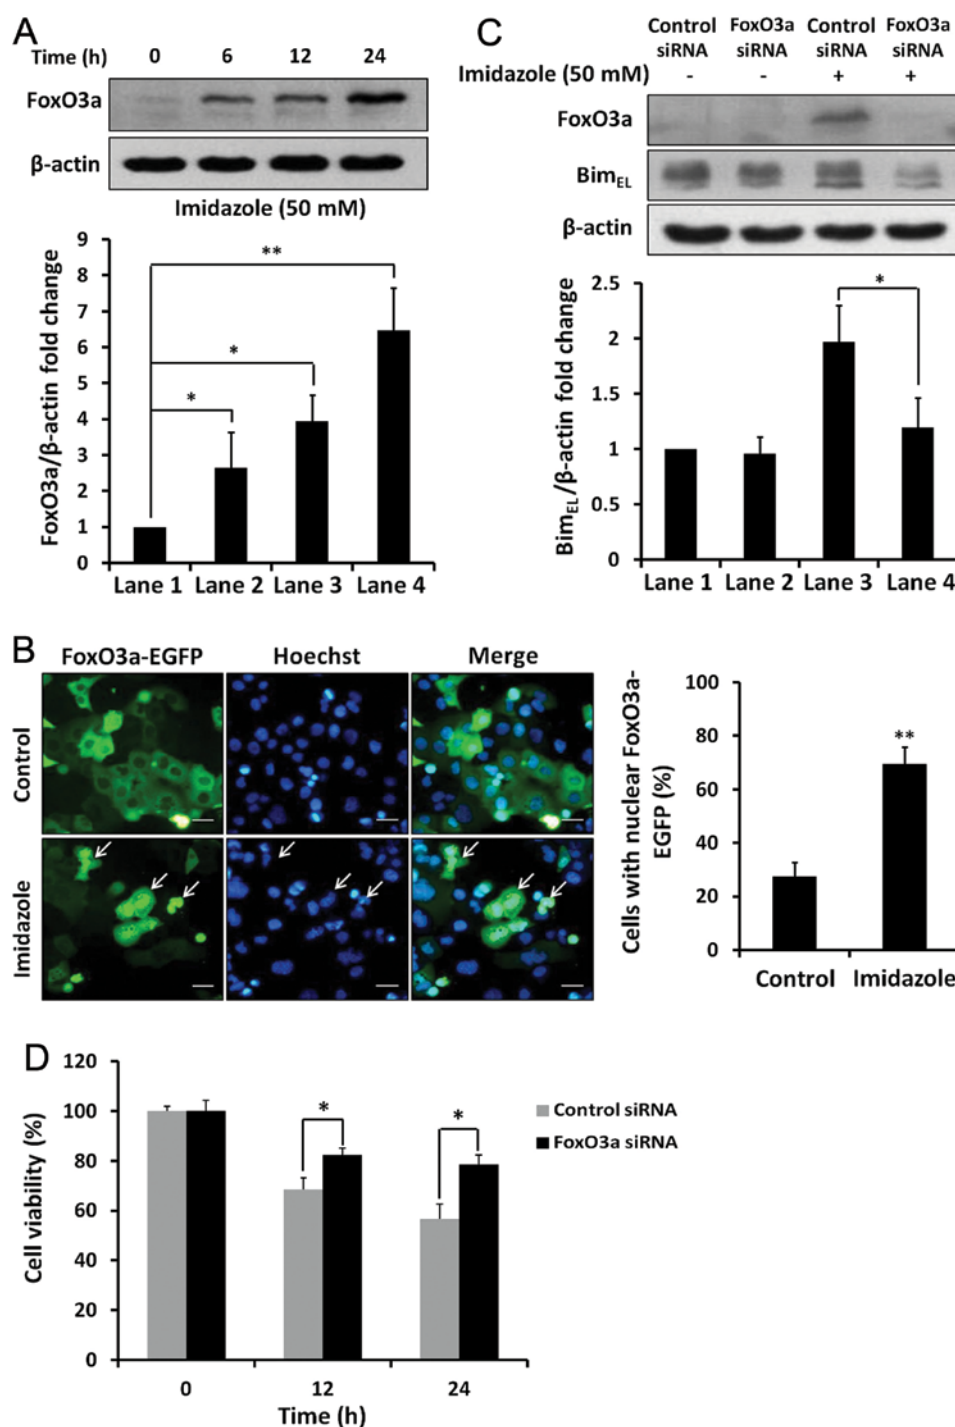 A
Time (h) 0 6 12 24
FoxO3a
β-actin
Imidazole (50 mM)
FoxO3a/β-actin fold change
9
8
7
6
5
4
3
2
1
0
**
*
*
Lane 1 Lane 2 Lane 3 Lane 4
C
Control siRNA FoxO3a siRNA Control siRNA FoxO3a siRNA
Imidazole (50 mM) - - + +
FoxO3a
BimEL
β-actin
BimEL/β-actin fold change
2.5
2
1.5
1
0.5
0
*
Lane 1 Lane 2 Lane 3 Lane 4
B
FoxO3a-EGFP Hoechst Merge
Control
Imidazole
Cells with nuclear FoxO3a-
EGFP (%)
100
80
60
40
20
0
**
Control Imidazole
D
Cell viability (%)
120
100
80
60
40
20
0
*
*
Control siRNA
FoxO3a siRNA
0 12 24
Time (h)